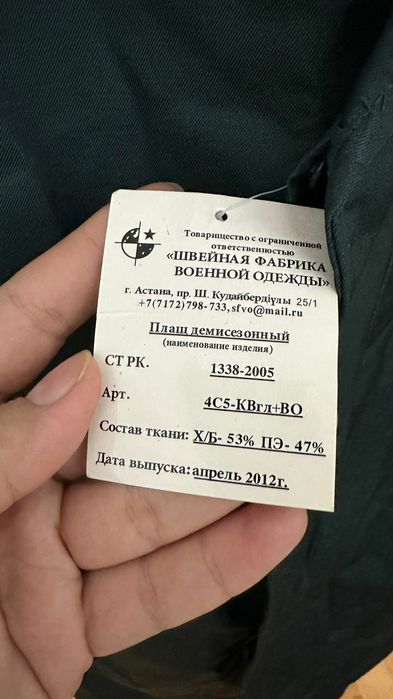 Товарищество с ограниченной
ответственностью
«ШВЕЙНАЯ ФАБРИКА
ВОЕННОЙ ОДЕЖДЫ»
г. Астана, пр. Ш. Кудайбердіұлы 25/1
+7(7172)798-733,sfvo@mail.ru
Плащ демисезонный
(наименование изделия)
СТ РК. 1338-2005
Арт. 4С5-КВгл+ВО
Состав ткани: Х/Б- 53% ПЭ- 47%
Дата выпуска: апрель 2012г.